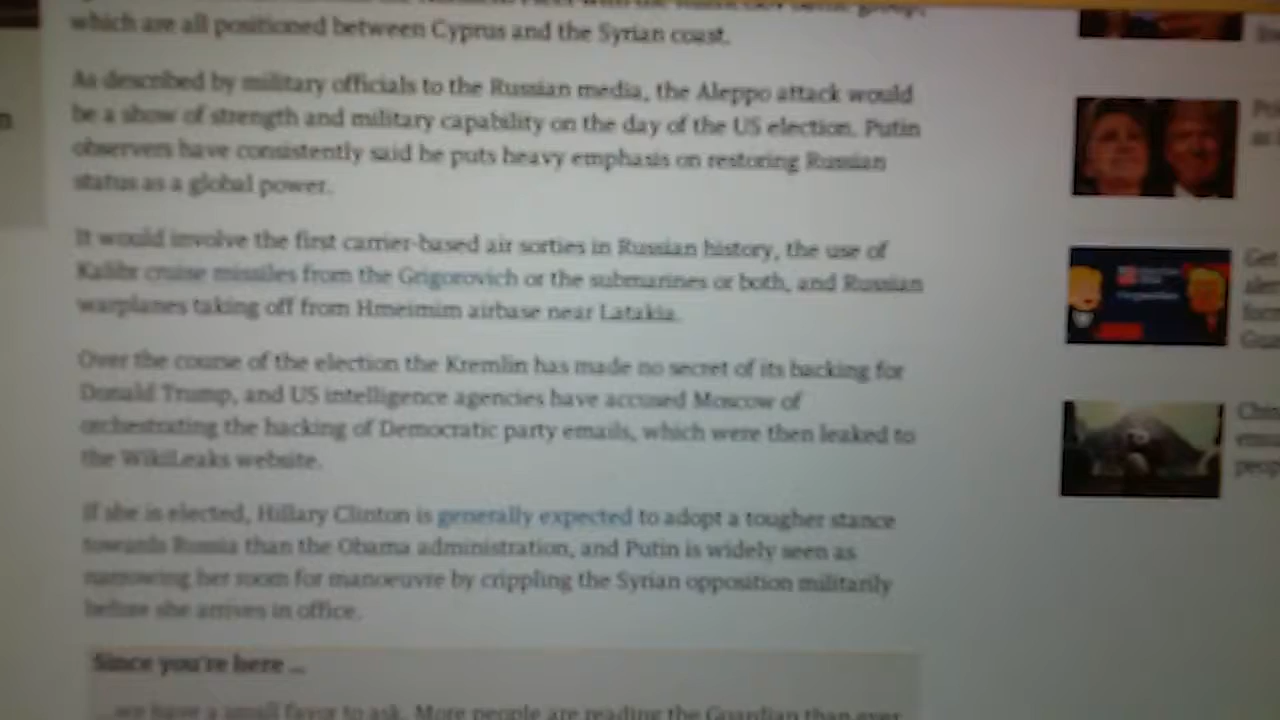 which are all positioned between Cyprus and the Syrian coast.
As described by military officials to the Russian media, the Aleppo attack would
be a show of strength and military capability on the day of the US election. Putin
observers have consistently said he puts heavy emphasis on restoring Russian
status as a global power.
It would involve the first carrier-based air sorties in Russian history, the use of
Kalibr cruise missiles from the Grigorovich or the submarines or both, and Russian
warplanes taking off from Hmeimim airbase near Latakia.
Over the course of the election the Kremlin has made no secret of its backing for
Donald Trump, and US intelligence agencies have accused Moscow of
orchestrating the hacking of Democratic party emails, which were then leaked to
the WikiLeaks website.
If she is elected, Hillary Clinton is generally expected to adopt a tougher stance
towards Russia than the Obama administration, and Putin is widely seen as
narrowing her room for manoeuvre by crippling the Syrian opposition militarily
before she arrives in office.
Since you're here ...
...we have a small favor to ask. More people are reading the Guardian than ever
Get